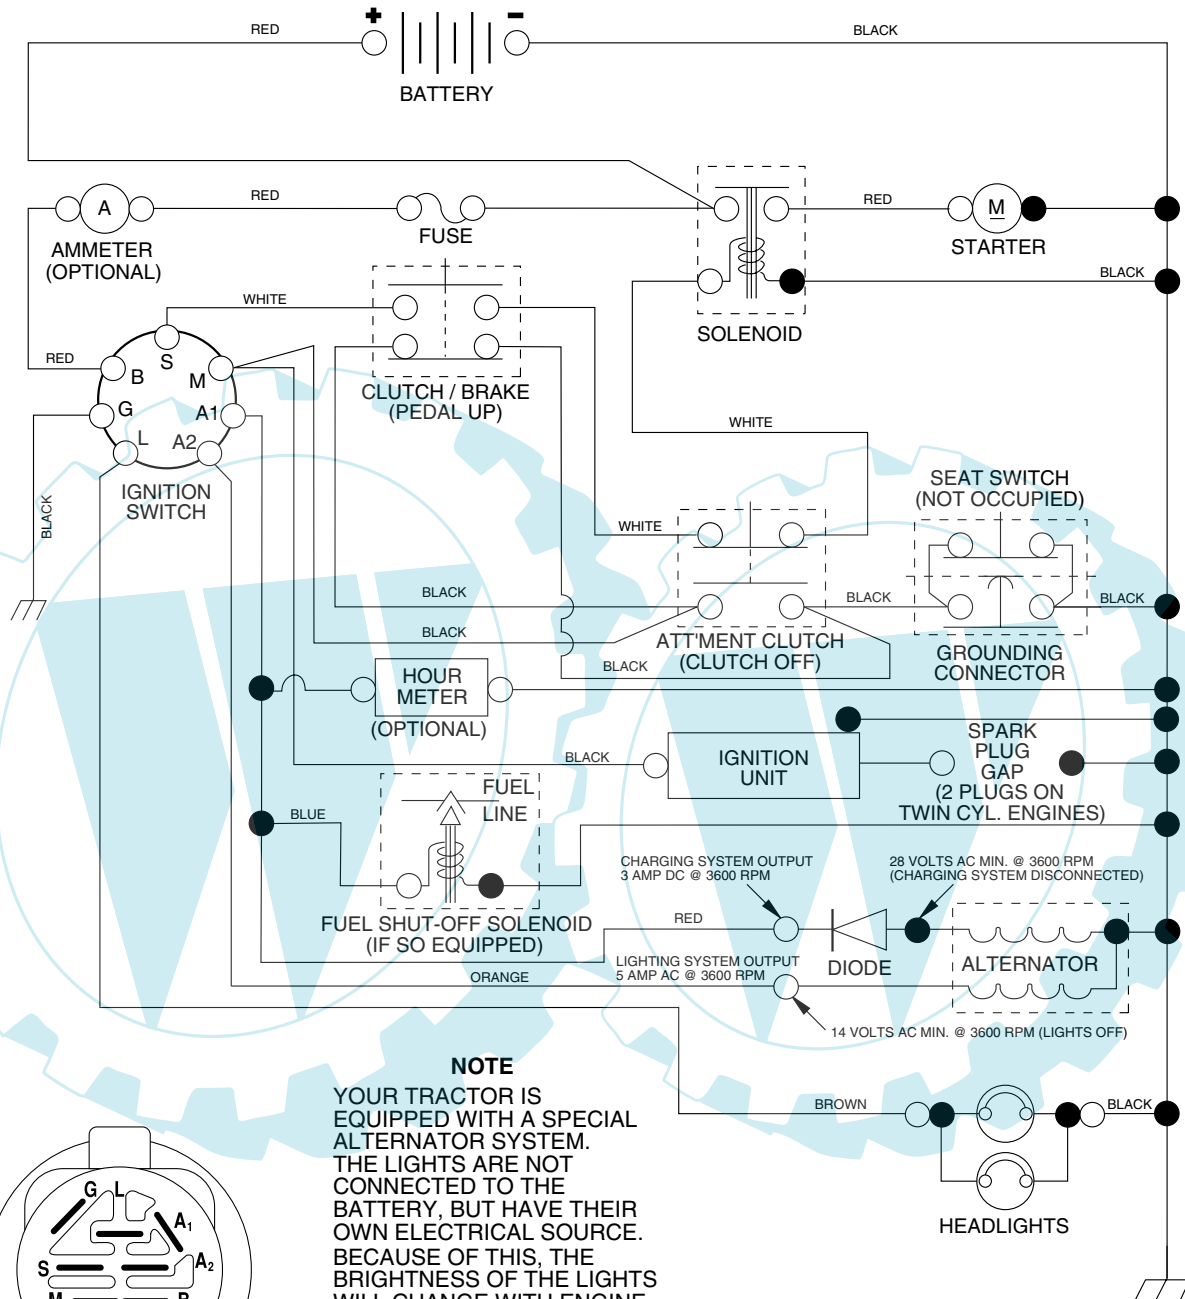 + −
RED
BLACK
BATTERY
RED
RED
A
FUSE
M
AMMETER
(OPTIONAL)
STARTER
BLACK
WHITE
SOLENOID
RED
S
B
M
CLUTCH / BRAKE
(PEDAL UP)
G
A1
L
A2
WHITE
IGNITION
SWITCH
BLACK
SEAT SWITCH
(NOT OCCUPIED)
WHITE
BLACK
BLACK
BLACK
BLACK
ATT'MENT CLUTCH
(CLUTCH OFF)
GROUNDING
CONNECTOR
BLACK
HOUR
METER
(OPTIONAL)
BLACK
IGNITION
UNIT
SPARK
PLUG
GAP
(2 PLUGS ON
TWIN CYL. ENGINES)
FUEL
LINE
BLUE
CHARGING SYSTEM OUTPUT
3 AMP DC @ 3600 RPM
28 VOLTS AC MIN. @ 3600 RPM
(CHARGING SYSTEM DISCONNECTED)
FUEL SHUT-OFF SOLENOID
(IF SO EQUIPPED)
RED
LIGHTING SYSTEM OUTPUT
5 AMP AC @ 3600 RPM
DIODE
ALTERNATOR
ORANGE
14 VOLTS AC MIN. @ 3600 RPM (LIGHTS OFF)
NOTE
YOUR TRACTOR IS
EQUIPPED WITH A SPECIAL
ALTERNATOR SYSTEM.
THE LIGHTS ARE NOT
CONNECTED TO THE
BATTERY, BUT HAVE THEIR
OWN ELECTRICAL SOURCE.
BECAUSE OF THIS, THE
BRIGHTNESS OF THE LIGHTS
WILL CHANGE WITH ENGINE
BROWN
BLACK
HEADLIGHTS
G L
A1
A2
S
M
B